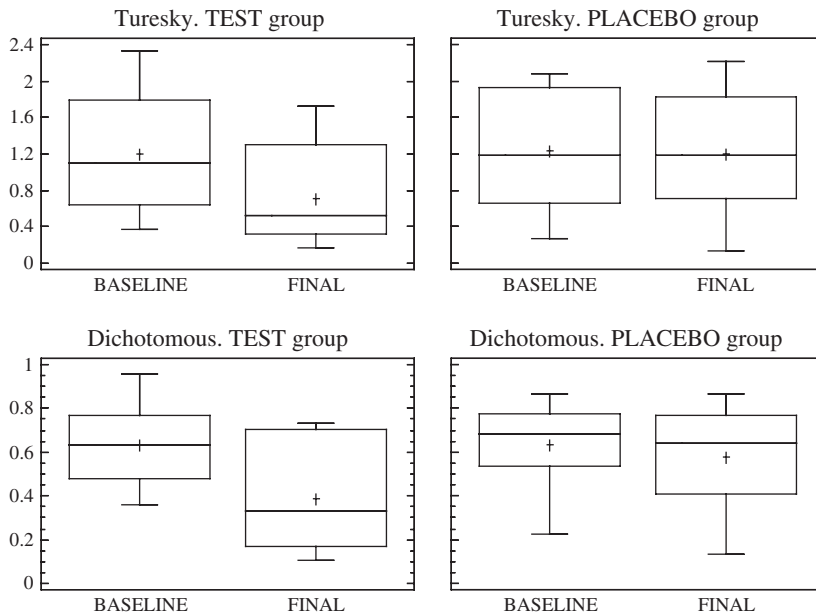 Turesky. TEST group
Turesky. PLACEBO group
2.4
2
1.6
1.2
0.8
0.4
0
BASELINE
FINAL
BASELINE
FINAL
Dichotomous. TEST group
Dichotomous. PLACEBO group
1
0.8
0.6
0.4
0.2
0
BASELINE
FINAL
BASELINE
FINAL